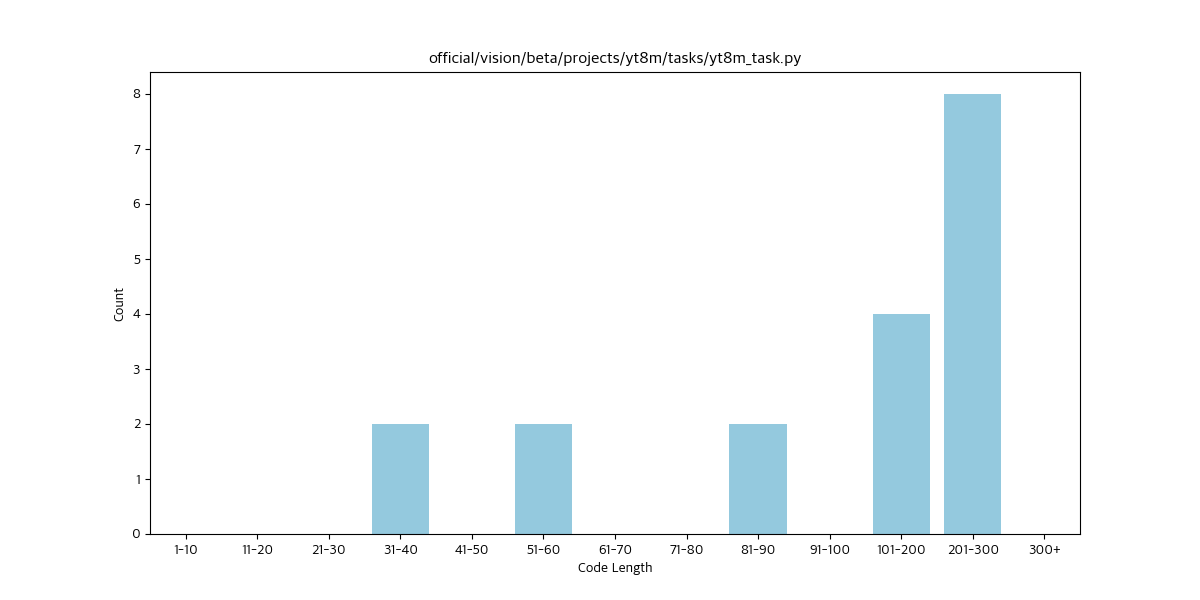 official/vision/beta/projects/yt8m/tasks/yt8m_task.py
8
7
6
5
4
3
2
1
0
Count
1-10 11-20 21-30 31-40 41-50 51-60 61-70 71-80 81-90 91-100 101-200 201-300 300+
Code Length